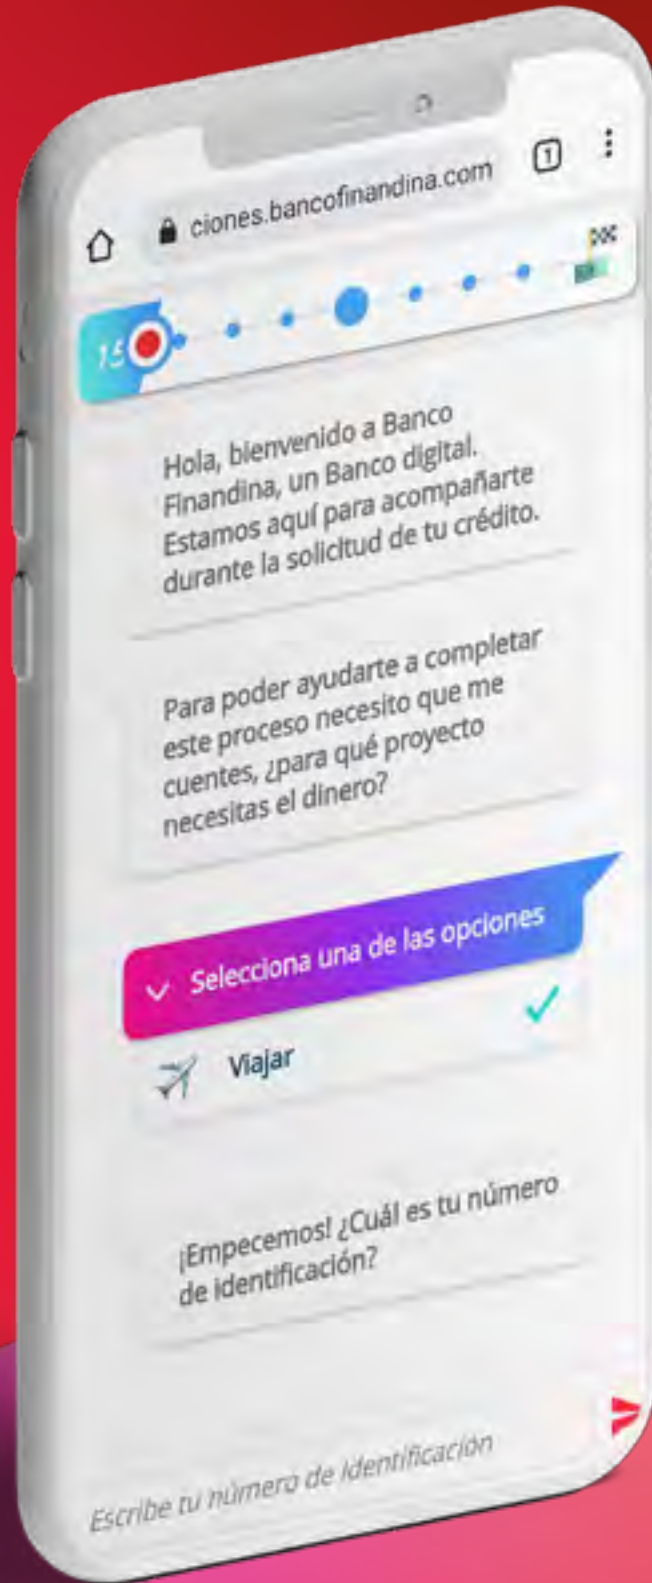 ciones.bancofinandina.com
1
15
Hola, bienvenido a Banco
Finandina, un Banco digital.
Estamos aquí para acompañarte
durante la solicitud de tu crédito.
Para poder ayudarte a completar
este proceso necesito que me
cuentes, ¿para qué proyecto
necesitas el dinero?
Selecciona una de las opciones
Viajar
¡Empecemos! ¿Cuál es tu número
de identificación?
Escribe tu número de identificación